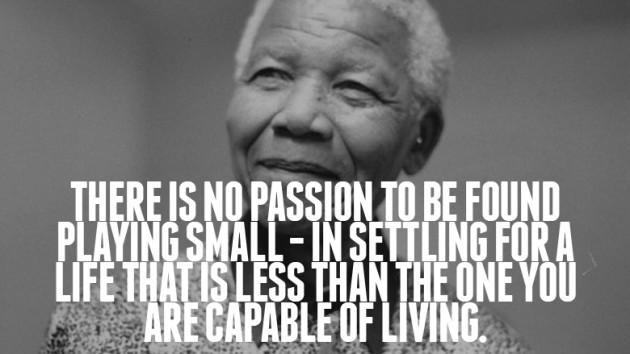 THERE IS NO PASSION TO BE FOUND
PLAYING SMALL - IN SETTLING FOR A
LIFE THAT IS LESS THAN THE ONE YOU
ARE CAPABLE OF LIVING.